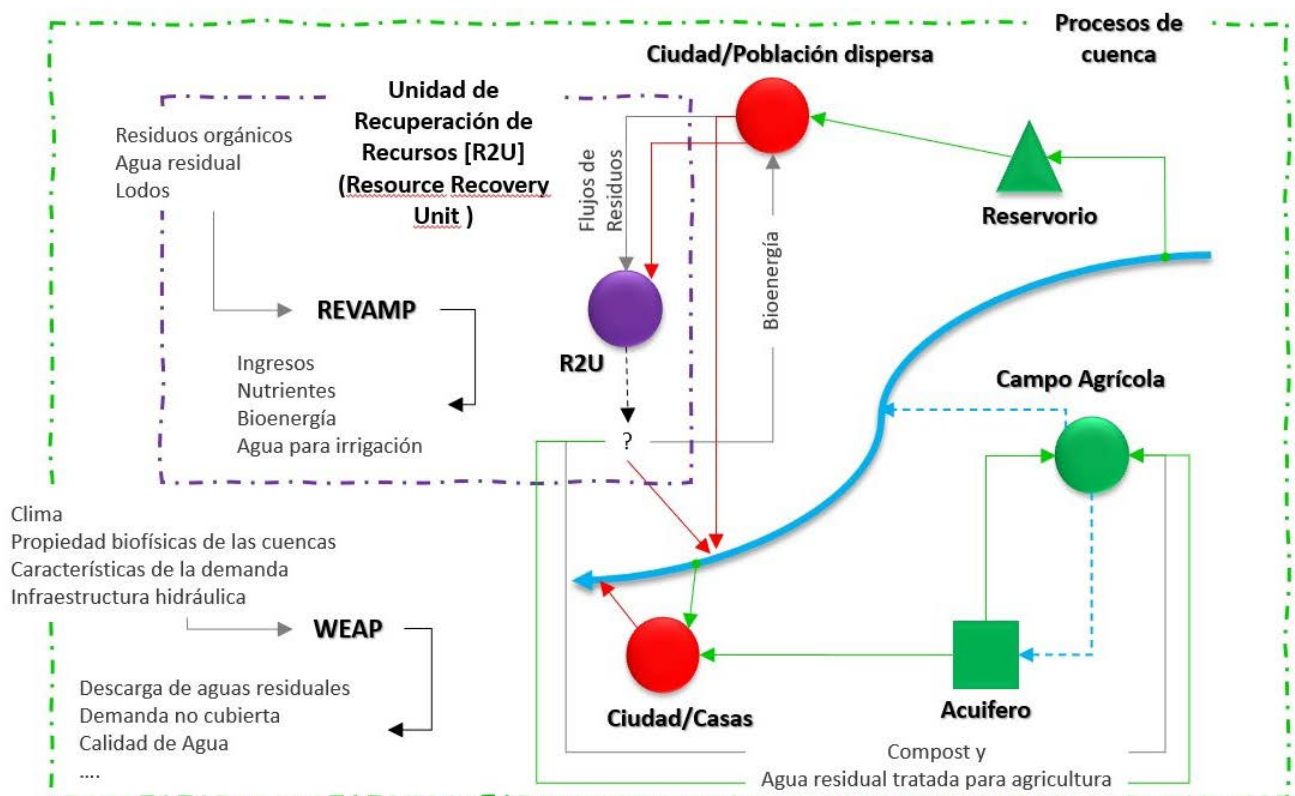 Procesos de
cuenca
Ciudad/Población dispersa
Unidad de
Recuperación de
Recursos [R2U]
(Resource Recovery
Unit )
Residuos orgánicos
Agua residual
Lodos
Flujos de
Residuos
Reservorio
Bioenergía
REVAMP
R2U
Ingresos
Nutrientes
Bioenergía
Agua para irrigación
?
Campo Agrícola
Clima
Propiedad biofísicas de las cuencas
Características de la demanda
Infraestructura hidráulica
WEAP
Descarga de aguas residuales
Demanda no cubierta
Calidad de Agua
....
Ciudad/Casas
Acuifero
Compost y
Agua residual tratada para agricultura